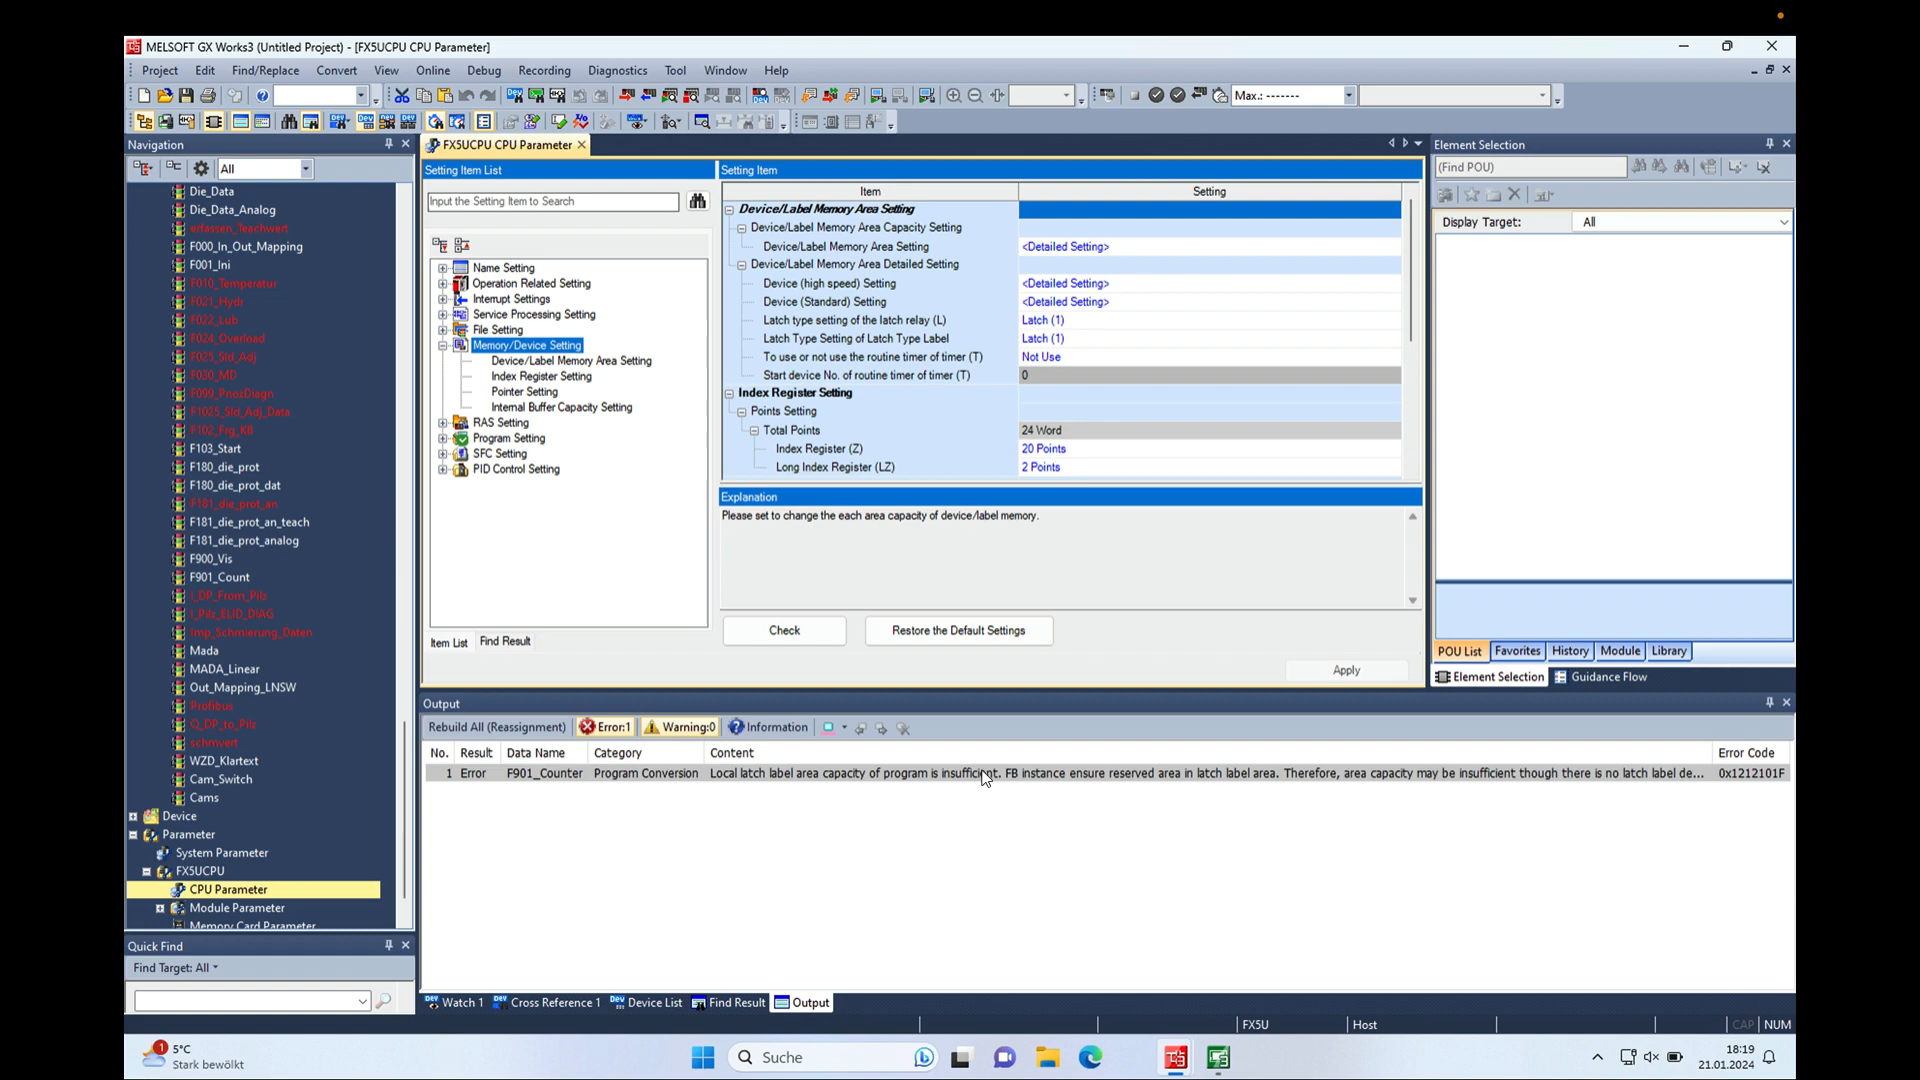 MELSOFT GX Works3 (Untitled Project) - [FX5UCPU CPU Parameter]
Project Edit Find/Replace Convert View Online Debug Recording Diagnostics Tool Window Help
Max.: -------
Navigation
All
Die_Data
Die_Data_Analog
erfassen_Teachwert
F000_In_Out_Mapping
F001_Ini
F010_Temperatur
F021_Hydr
F022_Lub
F024_Overload
F025_Sld_Adj
F030_MD
F099_PnozDiagn
F1025_Sld_Adj_Data
F102_Frg_KB
F103_Start
F180_die_prot
F180_die_prot_dat
F181_die_prot_an
F181_die_prot_an_teach
F181_die_prot_analog
F900_Vis
F901_Count
I_DP_From_Pilz
I_Pilz_ELID_DIAG
Imp_Schmierung_Daten
Mada
MADA_Linear
Out_Mapping_LNSW
Profibus
Q_DP_to_Pilz
schmvert
WZD_Klartext
Cam_Switch
Cams
Device
Parameter
System Parameter
FX5UCPU
CPU Parameter
Module Parameter
Memory Card Parameter
Quick Find
Find Target: All
FX5UCPU CPU Parameter
Setting Item List
Input the Setting Item to Search
Name Setting
Operation Related Setting
Interrupt Settings
Service Processing Setting
File Setting
Memory/Device Setting
Device/Label Memory Area Setting
Index Register Setting
Pointer Setting
Internal Buffer Capacity Setting
RAS Setting
Program Setting
SFC Setting
PID Control Setting
Item List Find Result
Setting Item
Item Setting
Device/Label Memory Area Setting
Device/Label Memory Area Capacity Setting
Device/Label Memory Area Setting <Detailed Setting>
Device/Label Memory Area Detailed Setting
Device (high speed) Setting <Detailed Setting>
Device (Standard) Setting <Detailed Setting>
Latch type setting of the latch relay (L) Latch (1)
Latch Type Setting of Latch Type Label Latch (1)
To use or not use the routine timer of timer (T) Not Use
Start device No. of routine timer of timer (T) 0
Index Register Setting
Points Setting
Total Points 24 Word
Index Register (Z) 20 Points
Long Index Register (LZ) 2 Points
Explanation
Please set to change the each area capacity of device/label memory.
Check Restore the Default Settings
Apply
Element Selection
(Find POU)
Display Target: All
POU List Favorites History Module Library
Element Selection Guidance Flow
Output
Rebuild All (Reassignment) Error:1 Warning:0 Information
No. Result Data Name Category Content Error Code
1 Error F901_Counter Program Conversion Local latch label area capacity of program is insufficient. FB instance ensure reserved area in latch label area. Therefore, area capacity may be insufficient though there is no latch label de... 0x1212101F
Watch 1 Cross Reference 1 Device List Find Result Output
FX5U Host CAP NUM
1
5°C
Stark bewölkt
Suche
18:19
21.01.2024